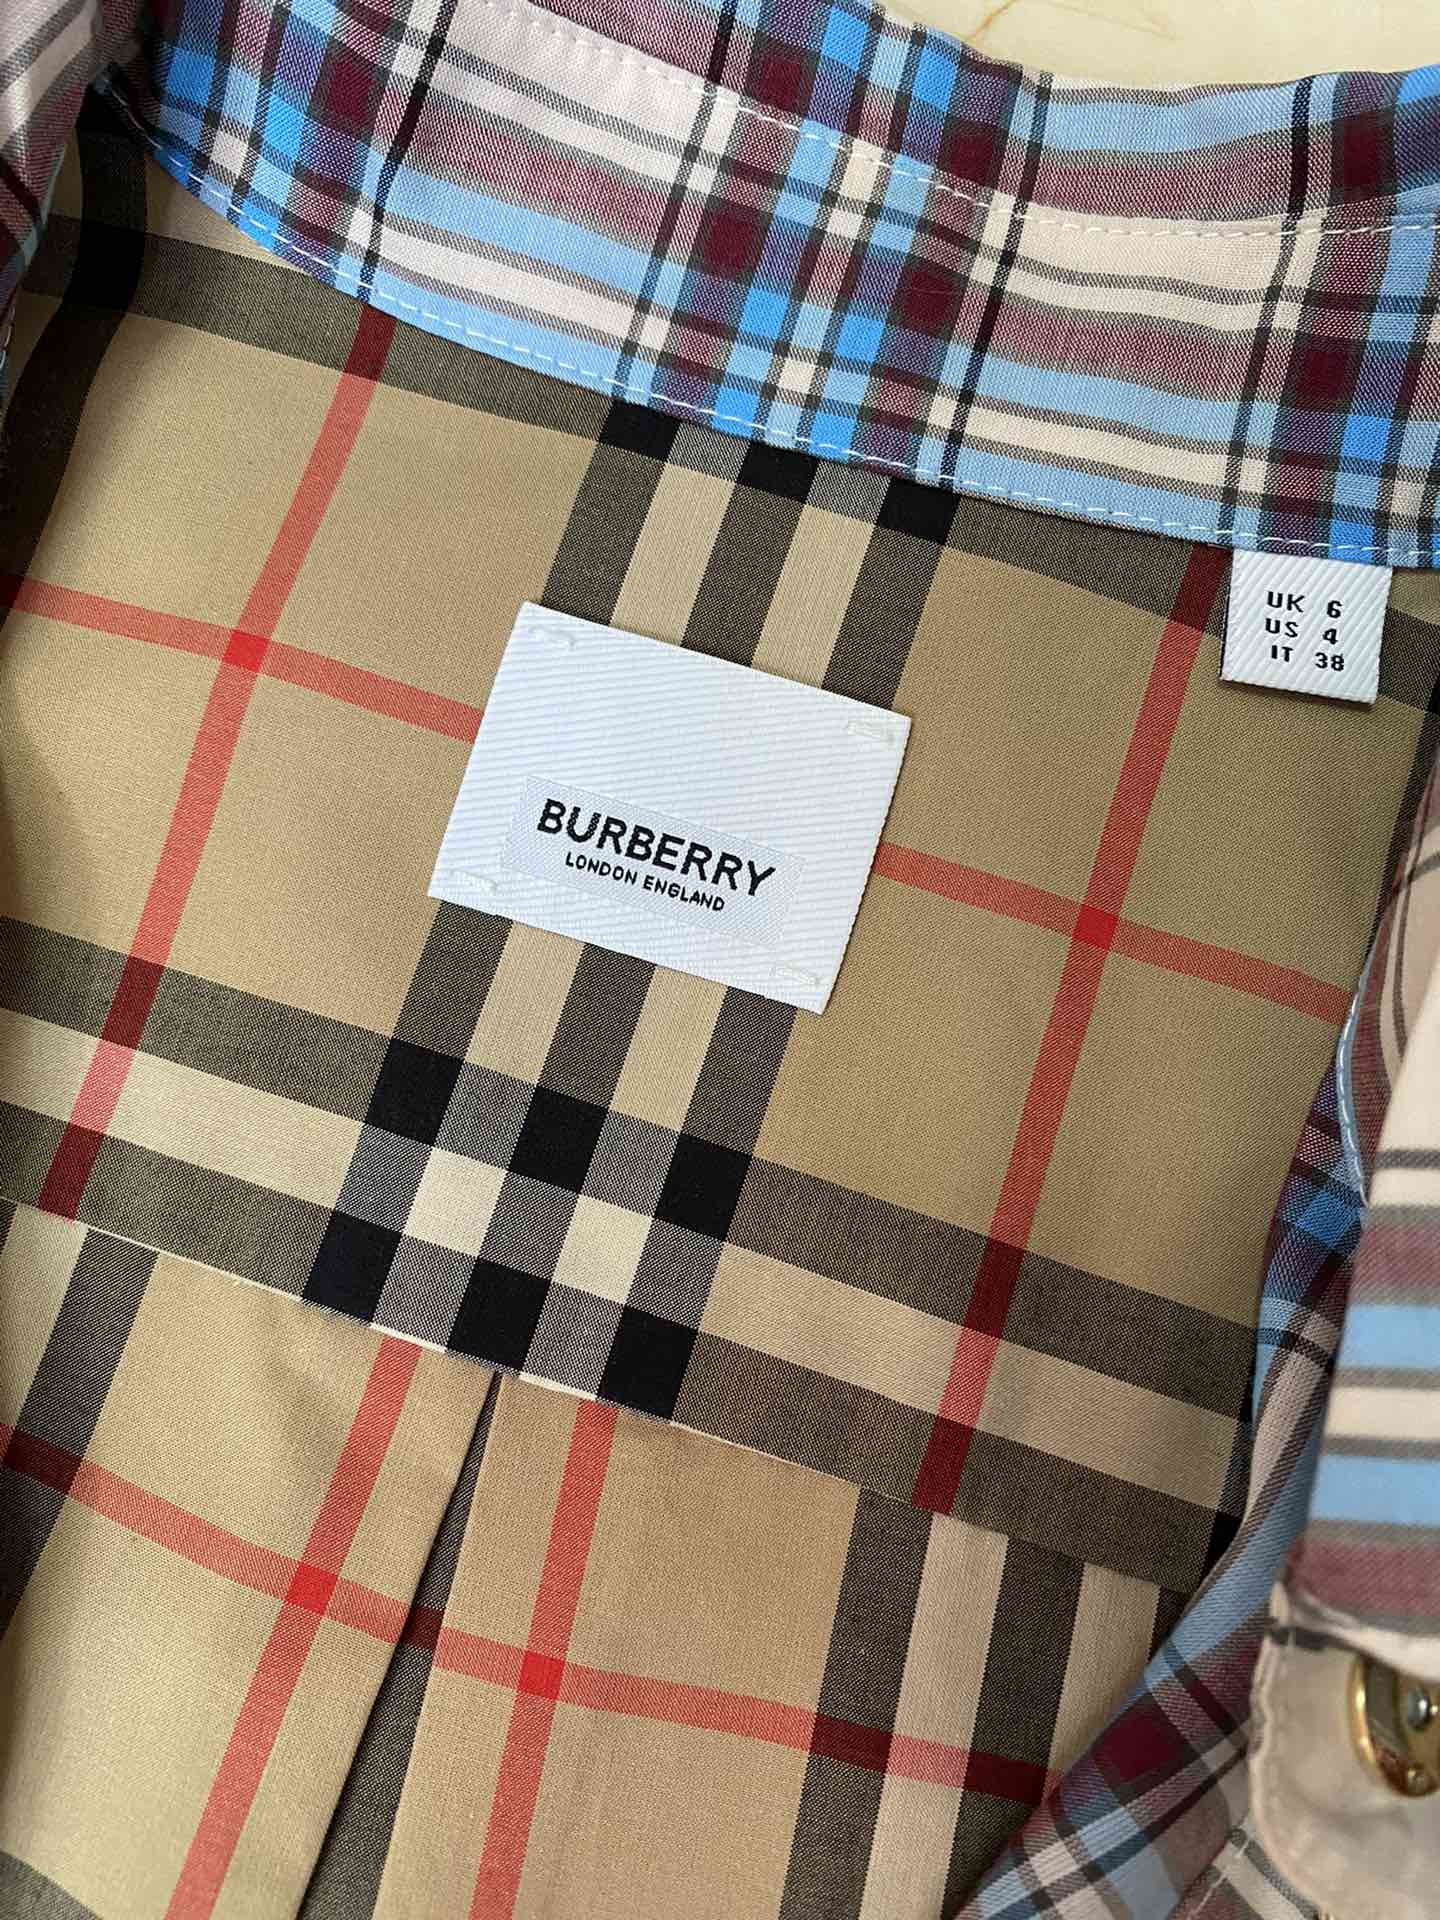 BURBERRY
LONDON ENGLAND
UK 6
US 4
IT 38